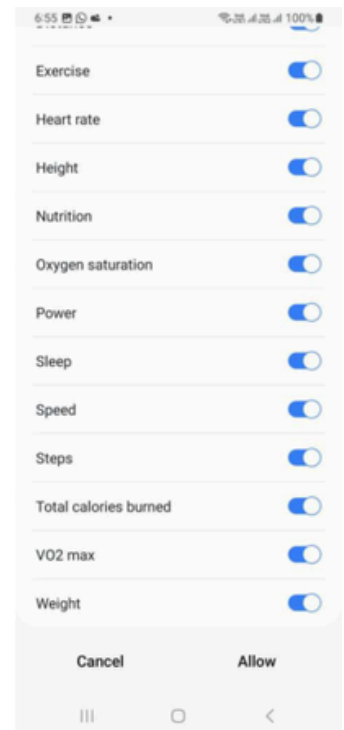 6:55
100%
Exercise
Heart rate
Height
Nutrition
Oxygen saturation
Power
Sleep
Speed
Steps
Total calories burned
VO2 max
Weight
Cancel Allow